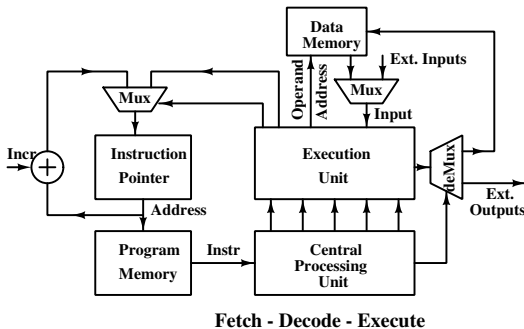 Data
Memory
Ext. Inputs
Mux
Operand
Address
Mux
Input
Incr
Instruction
Pointer
Execution
Unit
deMux
Ext.
Outputs
Address
Program
Memory
Instr
Central
Processing
Unit
Fetch - Decode - Execute